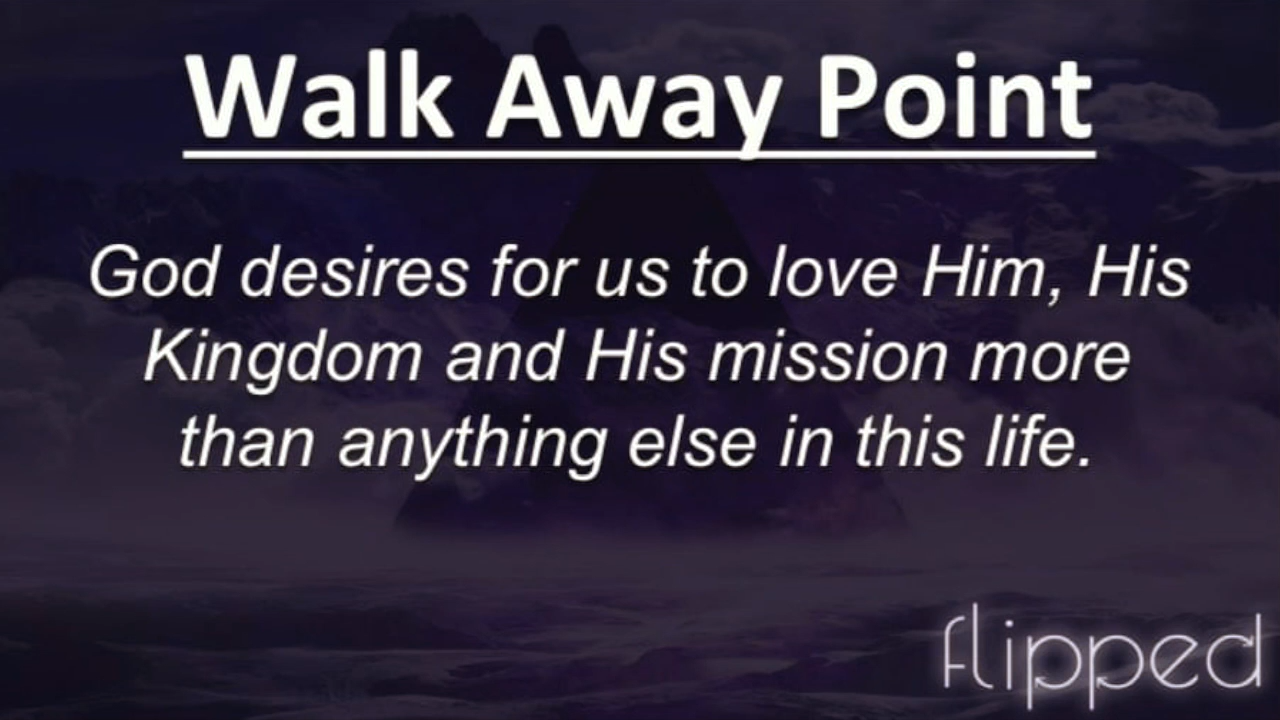 Walk Away Point
God desires for us to love Him, His
Kingdom and His mission more
than anything else in this life.
flipped